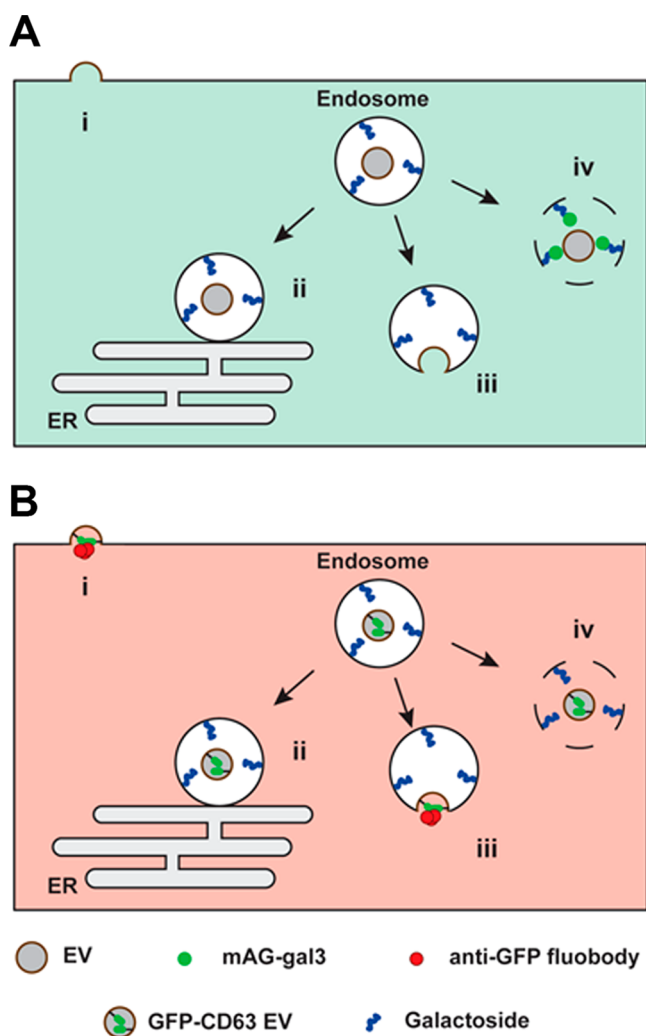 A
i
Endosome
iv
ii
iii
ER
B
i
Endosome
iv
ii
iii
ER
EV
mAG-gal3
anti-GFP fluobody
GFP-CD63 EV
Galactoside